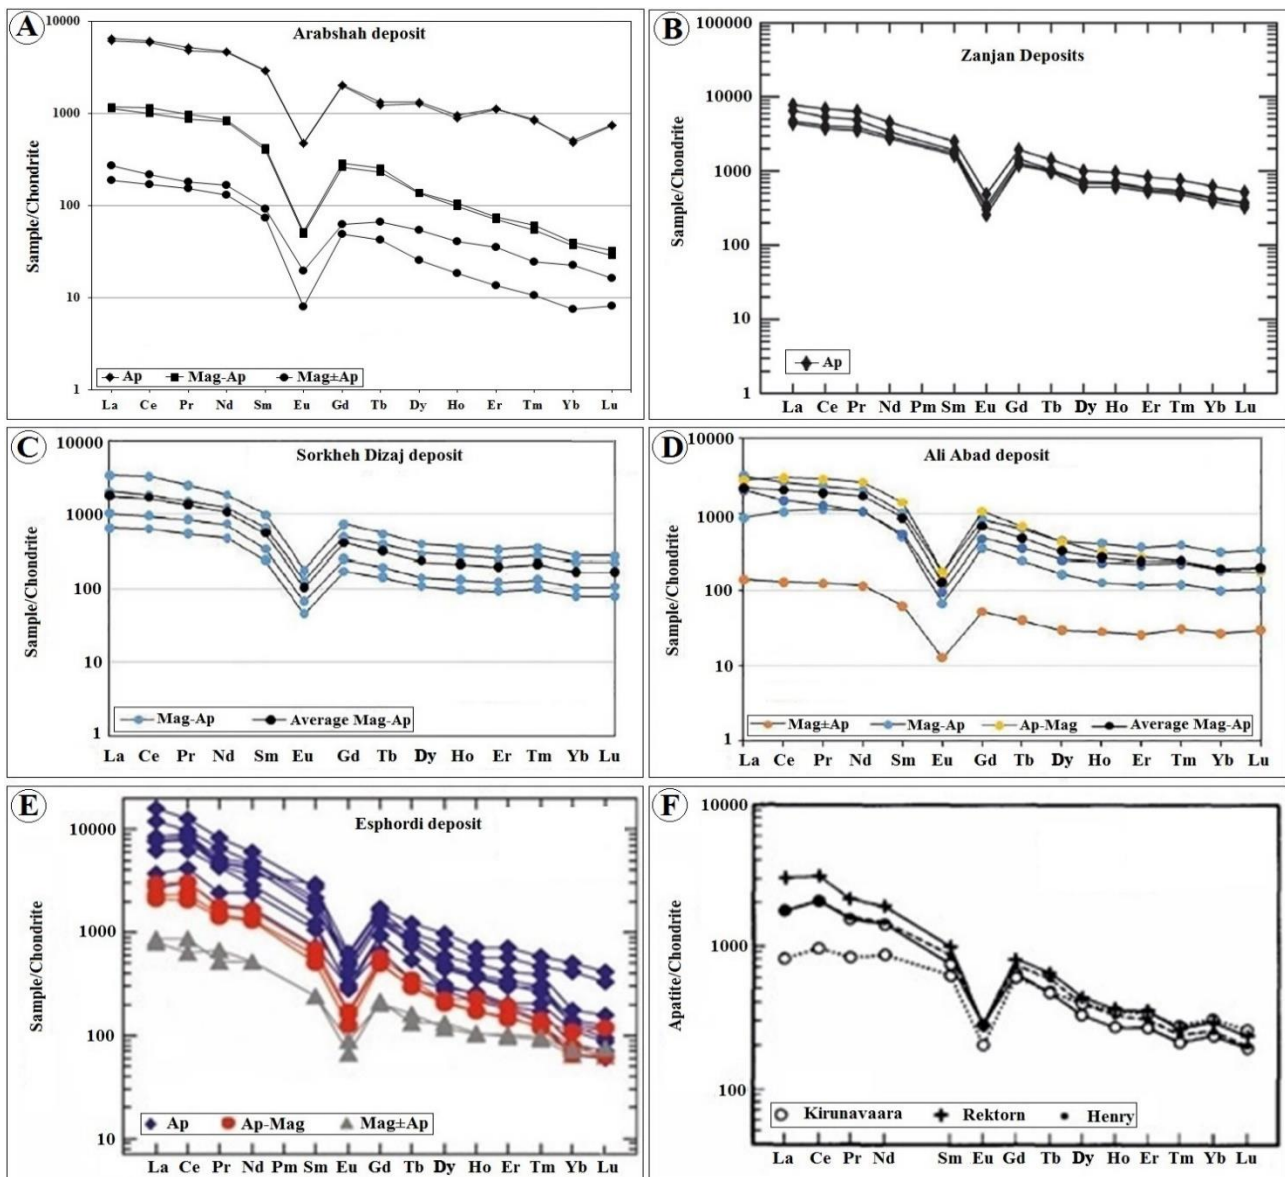 A
Arabshah deposit
Sample/Chondrite
10000
1000
100
10
1
Ap Mag-Ap Mag±Ap
La Ce Pr Nd Sm Eu Gd Tb Dy Ho Er Tm Yb Lu
B
Zanjan Deposits
Sample/Chondrite
100000
10000
1000
100
10
1
Ap
La Ce Pr Nd Pm Sm Eu Gd Tb Dy Ho Er Tm Yb Lu
C
Sorkheh Dizaj deposit
Sample/Chondrite
10000
1000
100
10
1
Mag-Ap Average Mag-Ap
La Ce Pr Nd Sm Eu Gd Tb Dy Ho Er Tm Yb Lu
D
Ali Abad deposit
Sample/Chondrite
10000
1000
100
10
1
Mag±Ap Mag-Ap Ap-Mag Average Mag-Ap
La Ce Pr Nd Sm Eu Gd Tb Dy Ho Er Tm Yb Lu
E
Esphordi deposit
Sample/Chondrite
10000
1000
100
10
Ap Ap-Mag Mag±Ap
La Ce Pr Nd Pm Sm Eu Gd Tb Dy Ho Er Tm Yb Lu
F
Apatite/Chondrite
10000
1000
100
Kirunavaara Rektorn Henry
La Ce Pr Nd Sm Eu Gd Tb Dy Ho Er Tm Yb Lu